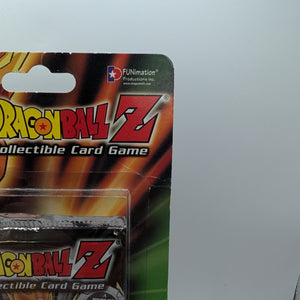 FUNimation®
Productions Inc.
DRAGONBALL Z
Collectible Card Game
DRAGONBALL Z
Collectible Card Game